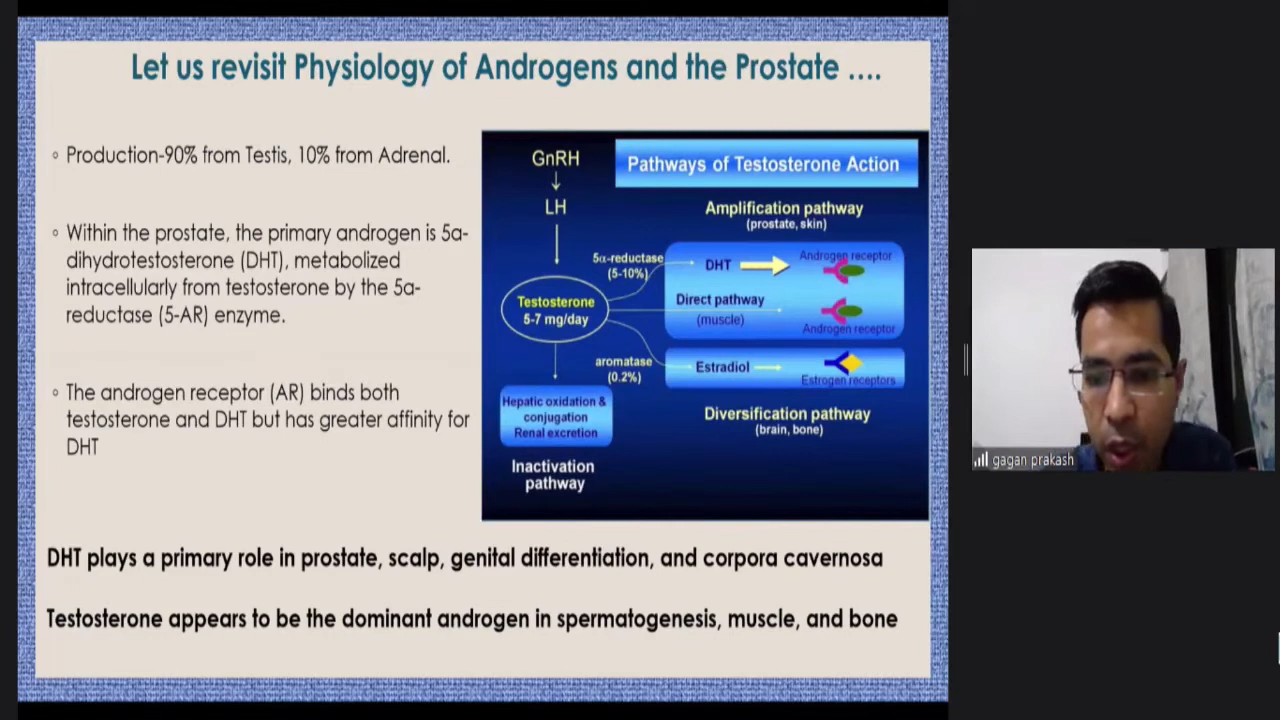 Let us revisit Physiology of Androgens and the Prostate ....
◦ Production-90% from Testis, 10% from Adrenal.
◦ Within the prostate, the primary androgen is 5a-
dihydrotestosterone (DHT), metabolized
intracellularly from testosterone by the 5a-
reductase (5-AR) enzyme.
◦ The androgen receptor (AR) binds both
testosterone and DHT but has greater affinity for
DHT
GnRH
LH
Testosterone
5-7 mg/day
Hepatic oxidation &
conjugation
Renal excretion
Inactivation
pathway
Pathways of Testosterone Action
Amplification pathway
(prostate, skin)
5α-reductase
(5-10%)
DHT
Androgen receptor
Direct pathway
(muscle)
Androgen receptor
aromatase
(0.2%)
Estradiol
Estrogen receptors
Diversification pathway
(brain, bone)
DHT plays a primary role in prostate, scalp, genital differentiation, and corpora cavernosa
Testosterone appears to be the dominant androgen in spermatogenesis, muscle, and bone
gagan prakash